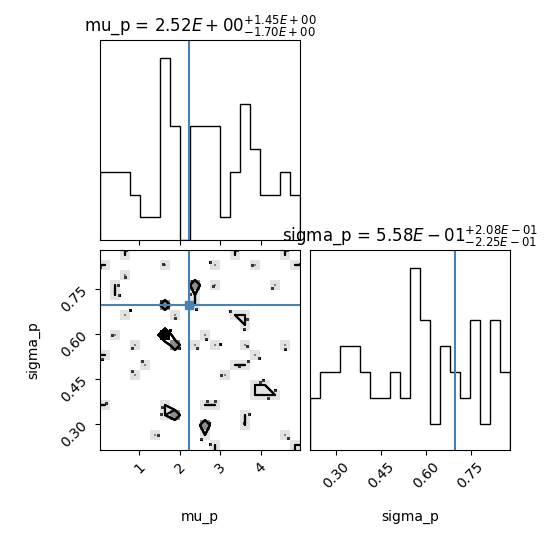 mu_p = 2.52E + 00+1.45E+00−1.70E+00
sigma_p = 5.58E − 01+2.08E−01−2.25E−01
sigma_p
0.75
0.60
0.45
0.30
1 2 3 4
mu_p
0.30 0.45 0.60 0.75
sigma_p